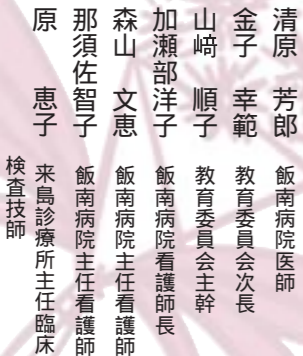 清原　芳郎　飯南病院医師
金子　幸範　教育委員会次長
山﨑　順子　教育委員会主幹
加瀬部洋子　飯南病院看護師長
森山　文恵　飯南病院主任看護師
那須佐智子　飯南病院主任看護師
原　　恵子　来島診療所主任臨床
検査技師